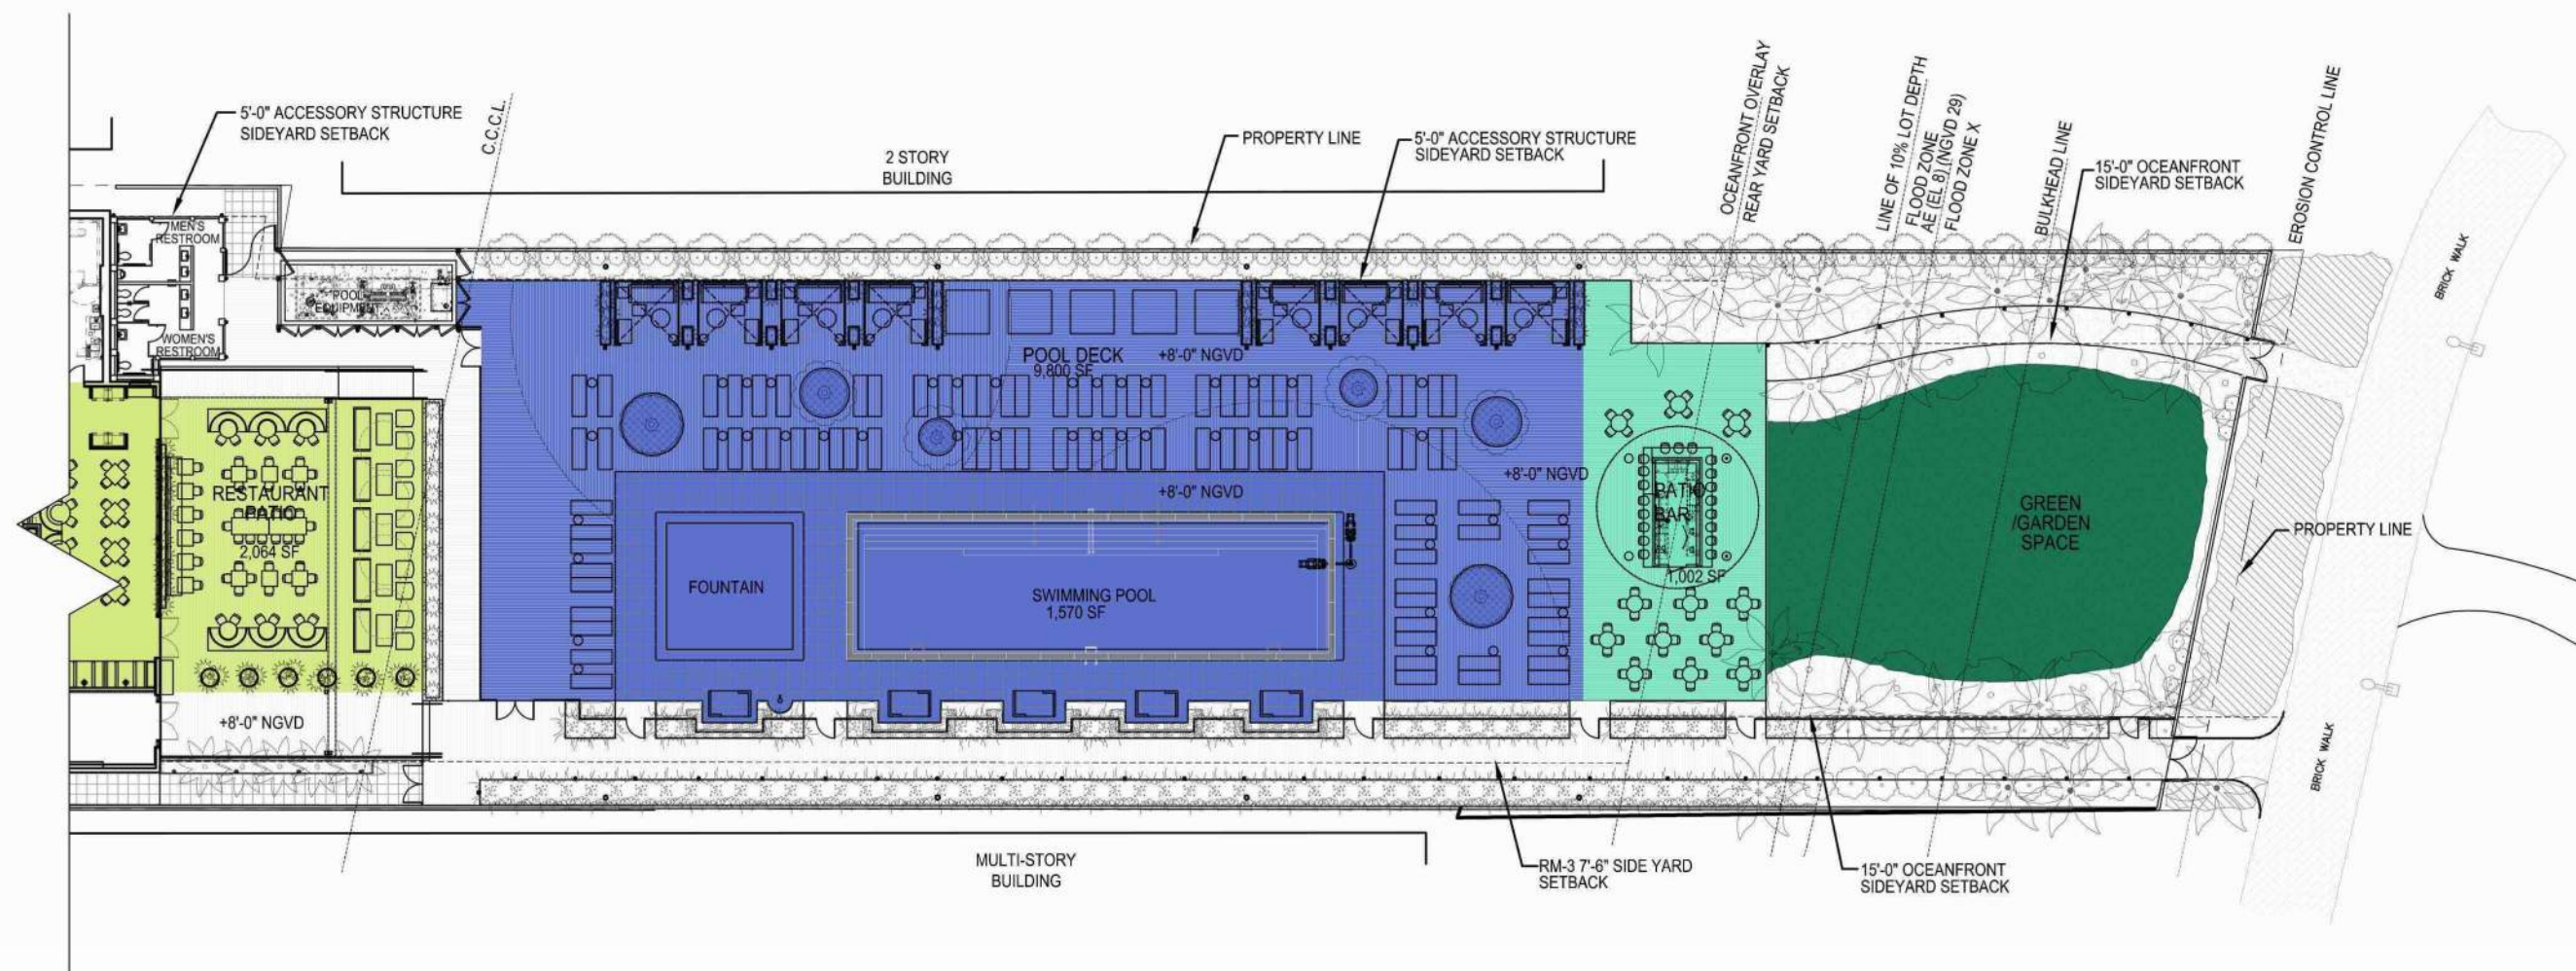 5'-0" ACCESSORY STRUCTURE
SIDEYARD SETBACK
C.C.C.L.
2 STORY
BUILDING
PROPERTY LINE
5'-0" ACCESSORY STRUCTURE
SIDEYARD SETBACK
OCEANFRONT OVERLAY
REAR YARD SETBACK
LINE OF 10% LOT DEPTH
FLOOD ZONE
AE (EL 8) (NGVD 29)
FLOOD ZONE X
BULKHEAD LINE
15'-0" OCEANFRONT
SIDEYARD SETBACK
EROSION CONTROL LINE
BRICK WALK
MEN'S
RESTROOM
POOL
EQUIPMENT
WOMEN'S
RESTROOM
POOL DECK
9,800 SF
+8'-0" NGVD
+8'-0" NGVD
+8'-0" NGVD
RESTAURANT
PATIO
2,064 SF
PATIO
BAR
1,002 SF
GREEN
/GARDEN
SPACE
PROPERTY LINE
FOUNTAIN
SWIMMING POOL
1,570 SF
+8'-0" NGVD
BRICK WALK
MULTI-STORY
BUILDING
RM-3 7'-6" SIDE YARD
SETBACK
15'-0" OCEANFRONT
SIDEYARD SETBACK